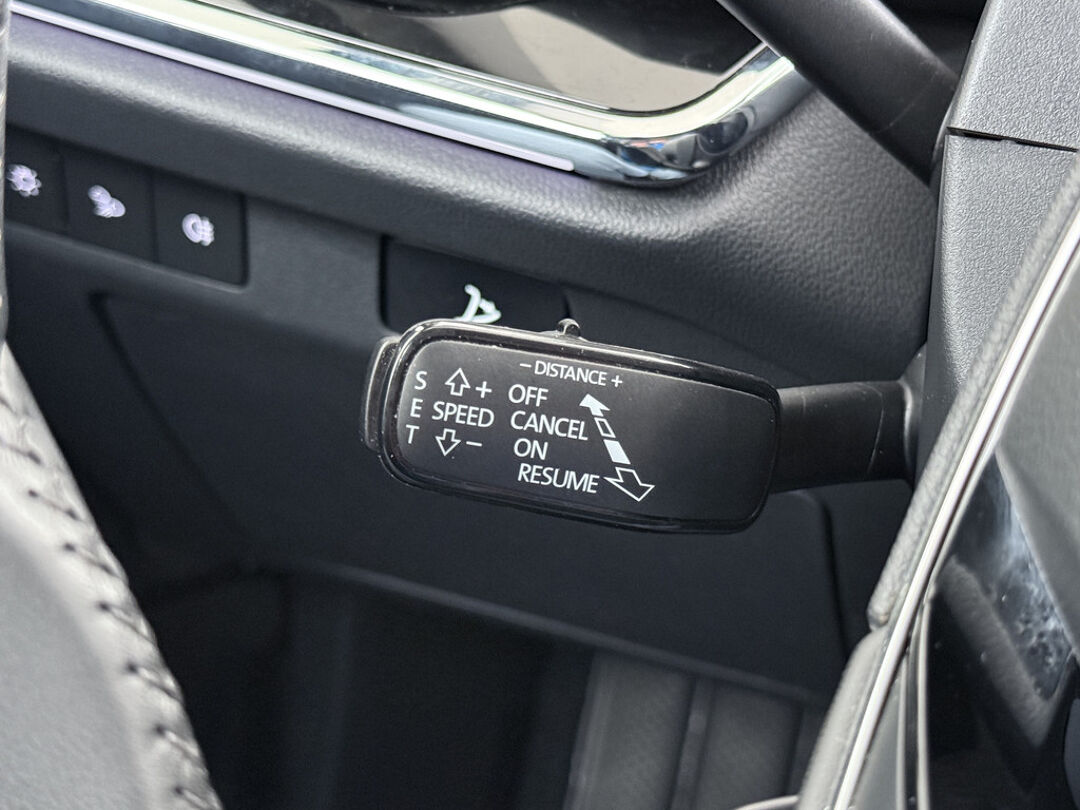 − DISTANCE +
S
E
T
+
SPEED
−
OFF
CANCEL
ON
RESUME